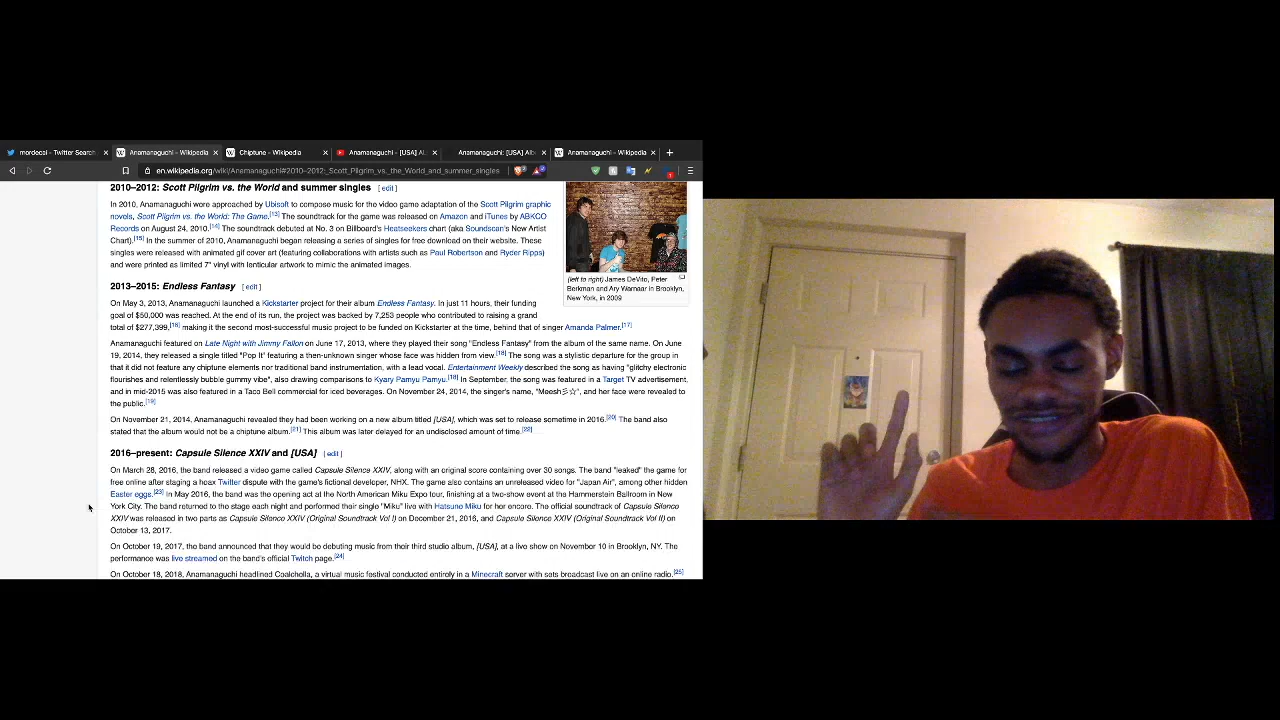 mordecai - Twitter Search
Anamanaguchi - Wikipedia
Chiptune - Wikipedia
Anamanaguchi - [USA] Al
Anamanaguchi: [USA] Alb
Anamanaguchi - Wikipedia
en.wikipedia.org/wiki/Anamanaguchi#2010–2012:_Scott_Pilgrim_vs._the_World_and_summer_singles
2010–2012: Scott Pilgrim vs. the World and summer singles [ edit ]
In 2010, Anamanaguchi were approached by Ubisoft to compose music for the video game adaptation of the Scott Pilgrim graphic
novels, Scott Pilgrim vs. the World: The Game.[13] The soundtrack for the game was released on Amazon and iTunes by ABKCO
Records on August 24, 2010.[14] The soundtrack debuted at No. 3 on Billboard's Heatseekers chart (aka Soundscan's New Artist
Chart).[15] In the summer of 2010, Anamanaguchi began releasing a series of singles for free download on their website. These
singles were released with animated gif cover art (featuring collaborations with artists such as Paul Robertson and Ryder Ripps)
and were printed as limited 7" vinyl with lenticular artwork to mimic the animated images.
(left to right) James DeVito, Peter
Berkman and Ary Warnaar in Brooklyn,
New York, in 2009
2013–2015: Endless Fantasy [ edit ]
On May 3, 2013, Anamanaguchi launched a Kickstarter project for their album Endless Fantasy. In just 11 hours, their funding
goal of $50,000 was reached. At the end of its run, the project was backed by 7,253 people who contributed to raising a grand
total of $277,399,[16] making it the second most-successful music project to be funded on Kickstarter at the time, behind that of singer Amanda Palmer.[17]
Anamanaguchi featured on Late Night with Jimmy Fallon on June 17, 2013, where they played their song "Endless Fantasy" from the album of the same name. On June
19, 2014, they released a single titled "Pop It" featuring a then-unknown singer whose face was hidden from view.[18] The song was a stylistic departure for the group in
that it did not feature any chiptune elements nor traditional band instrumentation, with a lead vocal. Entertainment Weekly described the song as having "glitchy electronic
flourishes and relentlessly bubble gummy vibe", also drawing comparisons to Kyary Pamyu Pamyu.[18] In September, the song was featured in a Target TV advertisement,
and in mid-2015 was also featured in a Taco Bell commercial for iced beverages. On November 24, 2014, the singer's name, "Meesh彡☆", and her face were revealed to
the public.[19]
On November 21, 2014, Anamanaguchi revealed they had been working on a new album titled [USA], which was set to release sometime in 2016.[20] The band also
stated that the album would not be a chiptune album.[21] This album was later delayed for an undisclosed amount of time.[22]
2016–present: Capsule Silence XXIV and [USA] [ edit ]
On March 28, 2016, the band released a video game called Capsule Silence XXIV, along with an original score containing over 30 songs. The band "leaked" the game for
free online after staging a hoax Twitter dispute with the game's fictional developer, NHX. The game also contains an unreleased version of "Japan Air", among other hidden
Easter eggs.[23] In May 2016, the band was the opening act at the North American Miku Expo tour, finishing at a two-show event at the Hammerstein Ballroom in New
York City. The band returned to the stage each night and performed their single "Miku" live with Hatsune Miku for her encore. The official soundtrack of Capsule Silence
XXIV was released in two parts as Capsule Silence XXIV (Original Soundtrack Vol I) on December 21, 2016, and Capsule Silence XXIV (Original Soundtrack Vol II) on
October 13, 2017.
On October 19, 2017, the band announced that they would be debuting music from their third studio album, [USA], at a live show on November 10 in Brooklyn, NY. The
performance was live streamed on the band's official Twitch page.[24]
On October 18, 2018, Anamanaguchi headlined Coalchella, a virtual music festival conducted entirely in a Minecraft server with sets broadcast live on an online radio.[25]